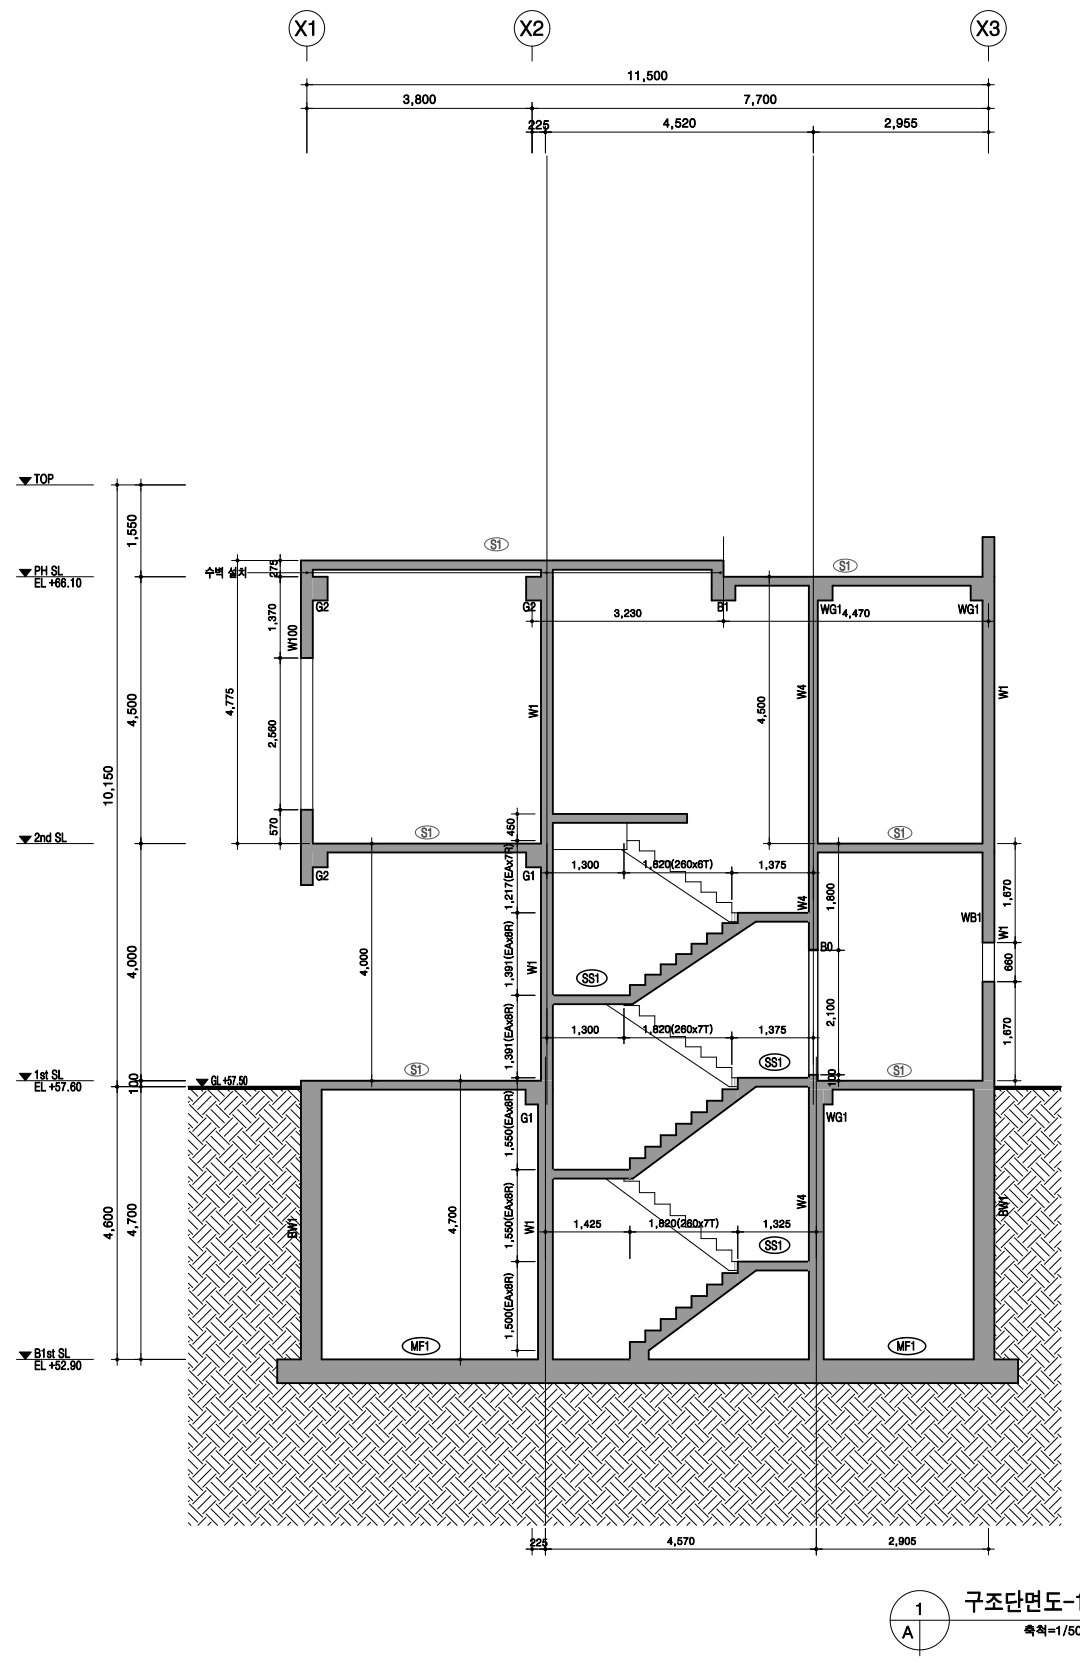 X1
X2
X3
11,500
3,800
7,700
225
4,520
2,955
TOP
1,550
S1
S1
PH SL
EL +66.10
수벽 설치
275
G2
G2
B1
WG1
WG1
3,230
4,470
1,370
W100
4,775
4,500
2,560
W1
4,500
W4
W1
10,150
570
S1
450
S1
2nd SL
G2
G1
1,300
1,820(260x6T)
1,375
1,217(EAx7R)
1,800
1,670
W4
WB1
W1
4,000
4,000
1,391(EAx8R)
W1
SS1
B0
660
2,100
1,670
1,391(EAx8R)
1,300
1,820(260x7T)
1,375
SS1
S1
S1
1st SL
EL +57.60
100
GL +57.50
100
G1
WG1
1,550(EAx8R)
4,600
4,700
BW1
4,700
1,550(EAx8R)
W1
1,425
1,820(260x7T)
1,325
W4
BW1
SS1
1,500(EAx8R)
MF1
MF1
B1st SL
EL +52.90
225
4,570
2,905
1
A
구조단면도-1
축척=1/50